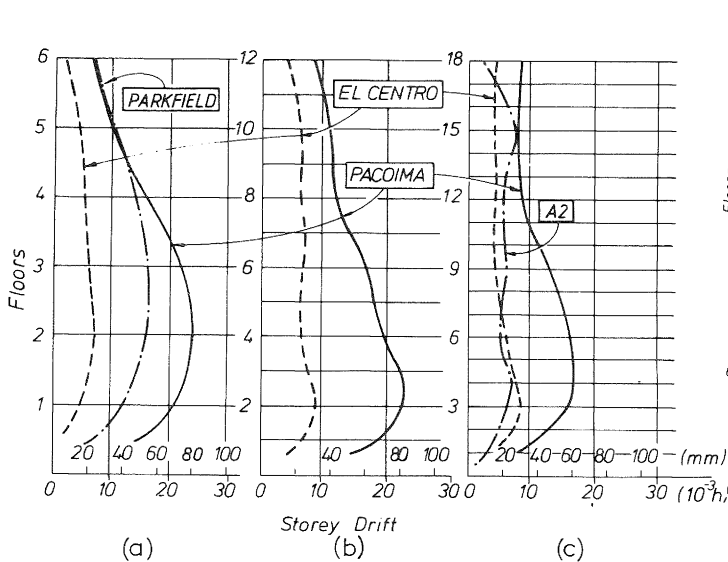 6 12 18
PARKFIELD EL CENTRO
5 10 15
PACOIMA
4 8 12
A2
Floors
3 6 9
2 4 6
1 2 3
20 40 60 80 100 40 80 100 20 40 60 80 100 (mm)
0 10 20 0 10 20 30 0 10 20 30 (10⁻³h)
Storey Drift
(a) (b) (c)